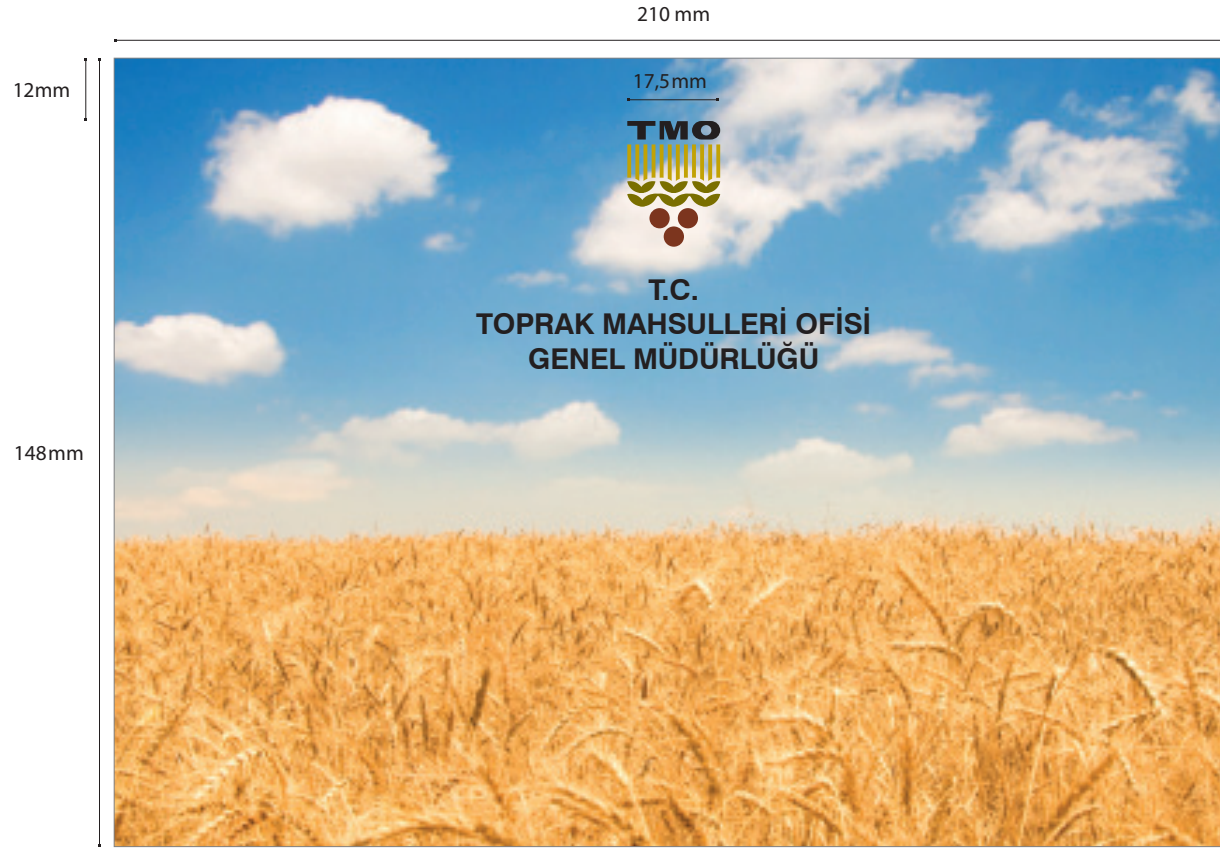 210 mm
12mm
17,5mm
TMO
T.C.
TOPRAK MAHSULLERİ OFİSİ
GENEL MÜDÜRLÜĞÜ
148mm